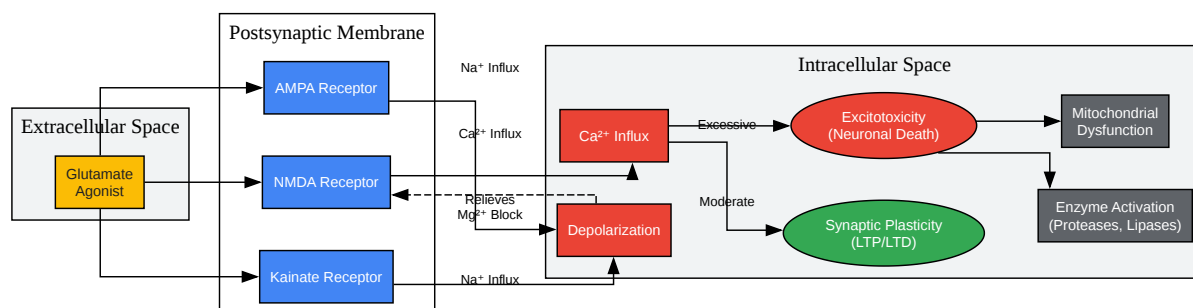 Postsynaptic Membrane
Extracellular Space
Intracellular Space
Glutamate
Agonist
AMPA Receptor
NMDA Receptor
Kainate Receptor
Na⁺ Influx
Ca²⁺ Influx
Relieves
Mg²⁺ Block
Na⁺ Influx
Ca²⁺ Influx
Depolarization
Excessive
Moderate
Excitotoxicity
(Neuronal Death)
Synaptic Plasticity
(LTP/LTD)
Mitochondrial
Dysfunction
Enzyme Activation
(Proteases, Lipases)